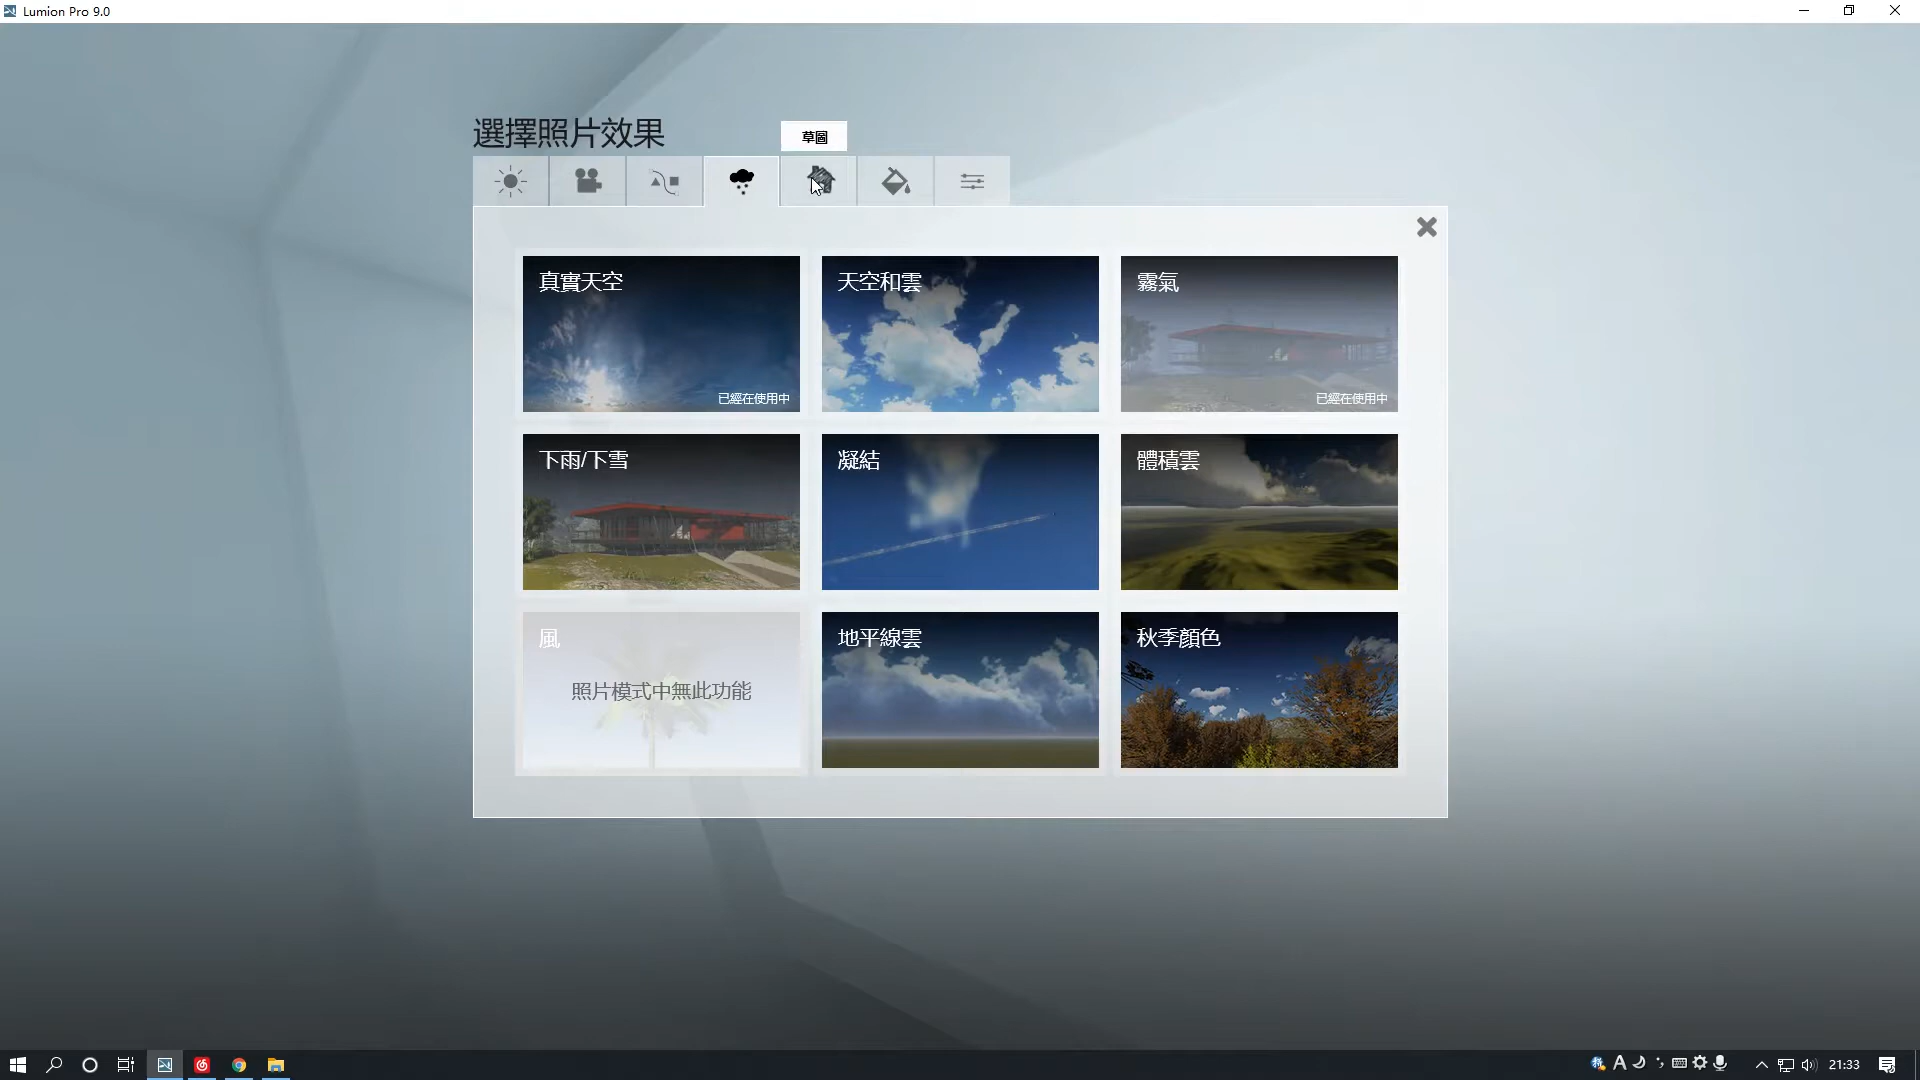 Lumion Pro 9.0
選擇照片效果
草圖
真實天空
已經在使用中
天空和雲
霧氣
已經在使用中
下雨/下雪
凝結
體積雲
風
照片模式中無此功能
地平線雲
秋季顏色
21:33